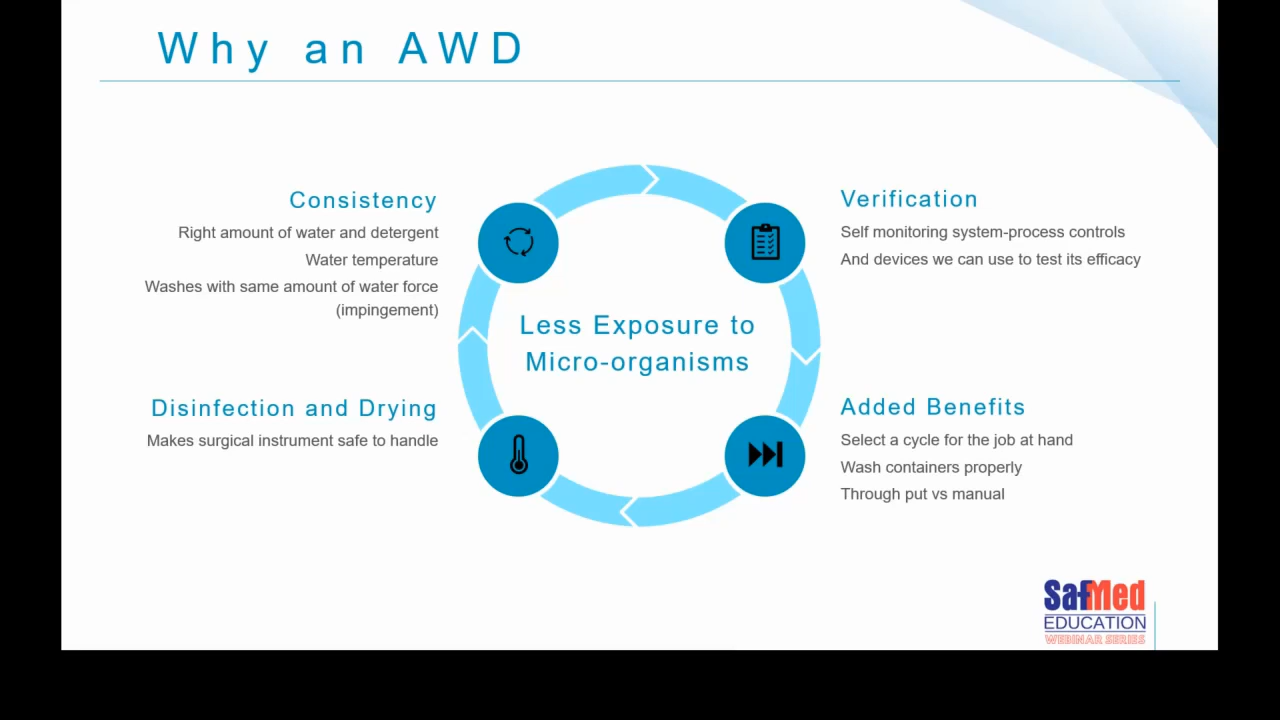 Why an AWD
Consistency
Right amount of water and detergent
Water temperature
Washes with same amount of water force
(impingement)
Verification
Self monitoring system-process controls
And devices we can use to test its efficacy
Less Exposure to
Micro-organisms
Disinfection and Drying
Makes surgical instrument safe to handle
Added Benefits
Select a cycle for the job at hand
Wash containers properly
Through put vs manual
SafMed
EDUCATION
WEBINAR SERIES